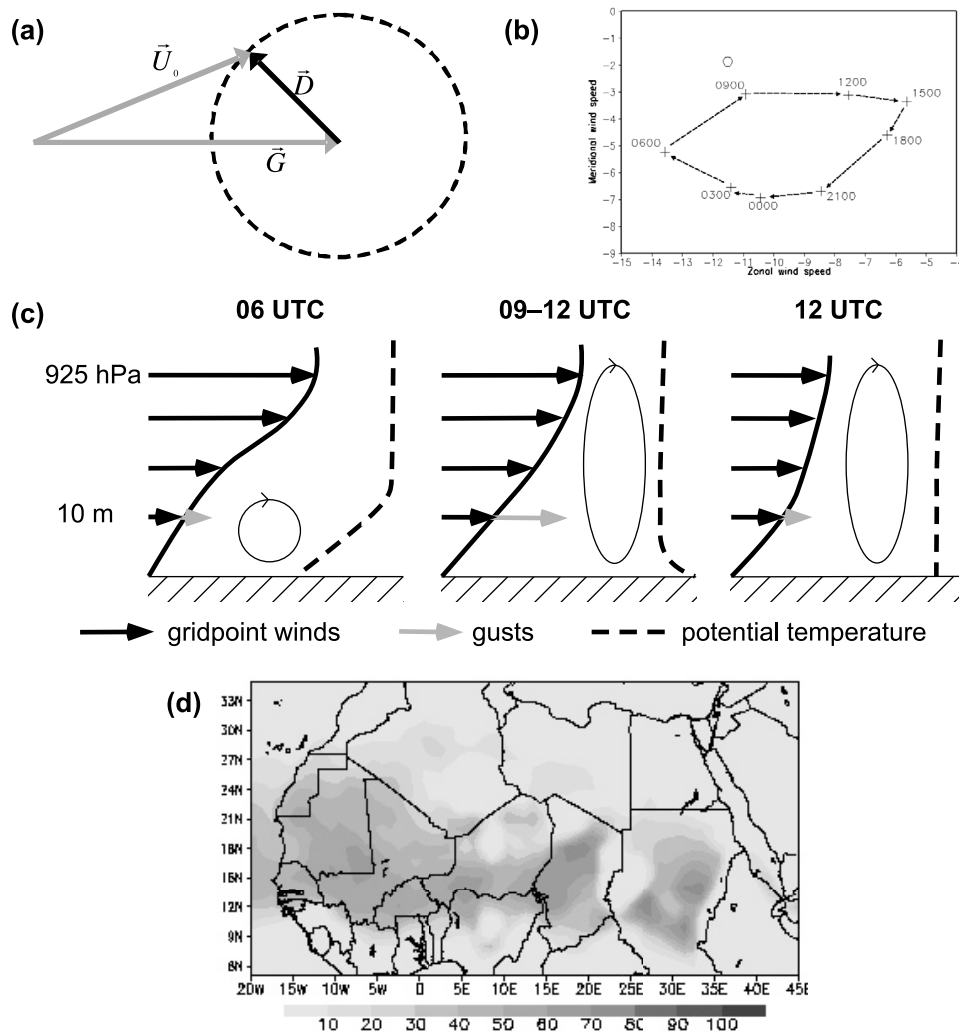 (a)
U⃗₀
D⃗
G⃗
(b)
0
−1
−2
−3
−4
−5
−6
−7
−8
−9
Meridional wind speed
0900
1200
1500
0600
1800
0300
0000
2100
−15 −14 −13 −12 −11 −10 −9 −8 −7 −6 −5 −4
Zonal wind speed
(c)
06 UTC 09–12 UTC 12 UTC
925 hPa
10 m
gridpoint winds gusts potential temperature
(d)
33N
30N
27N
24N
21N
18N
15N
12N
9N
6N
20W 15W 10W 5W 0 5E 10E 15E 20E 25E 30E 35E 40E 45E
10 20 30 40 50 60 70 80 90 100